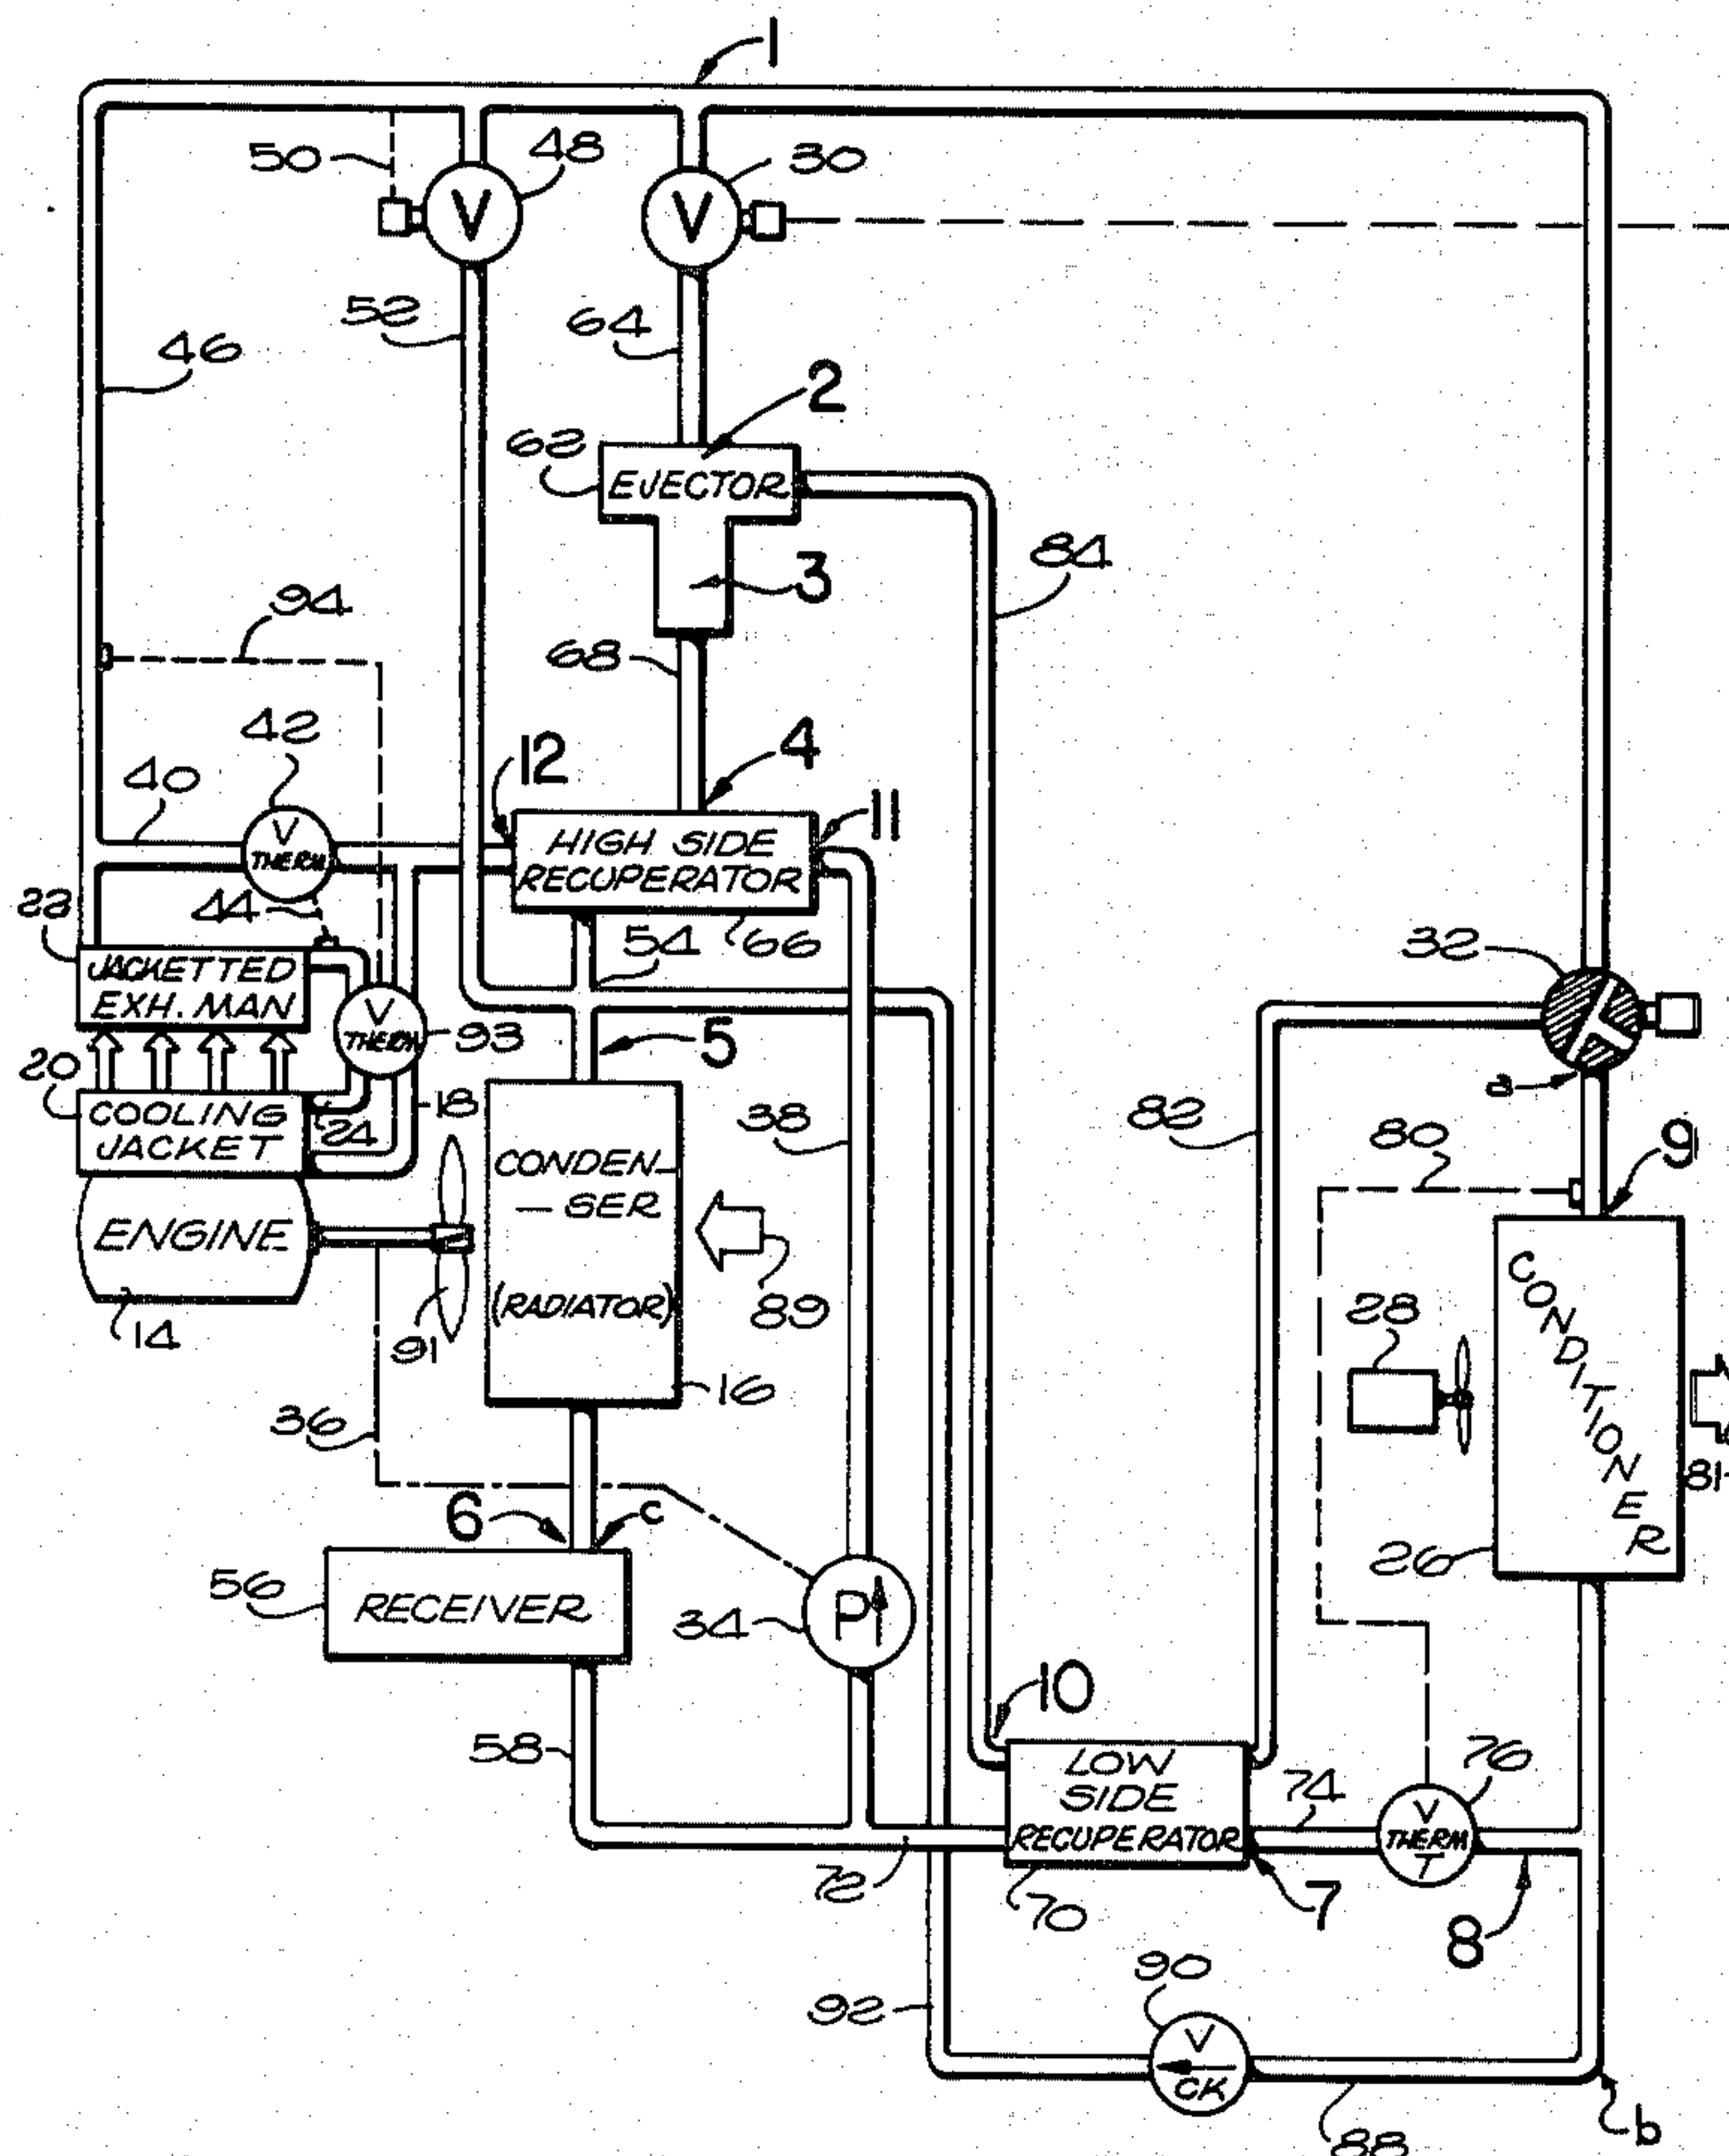 1
50
48
V
30
V
52
64
46
2
62
EJECTOR
84
3
94
68
42
12
4
40
11
V
THERM
HIGH SIDE
RECUPERATOR
22
44
54
66
32
JACKETTED
EXH. MAN
V
THERM
93
5
20
a
COOLING
JACKET
24
18
38
82
80
9
CONDEN-
- SER
ENGINE
(RADIATOR)
89
28
CONDITIONER
14
91
16
36
81
6
c
26
56
RECEIVER
34
P
10
58
LOW
SIDE
RECUPERATOR
74
76
V
THERM
T
72
70
7
8
90
92
V
CK
88
b